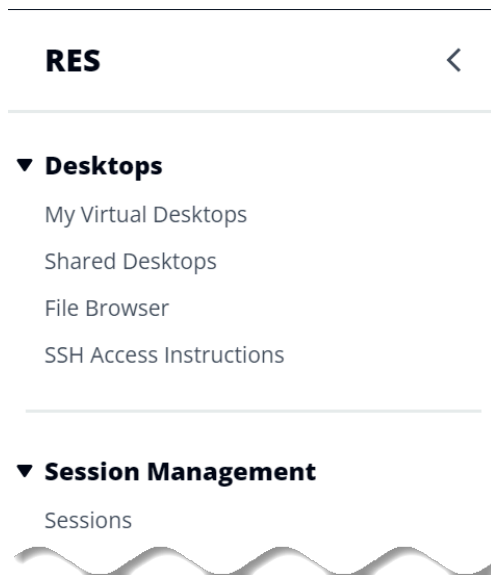 RES
Desktops
My Virtual Desktops
Shared Desktops
File Browser
SSH Access Instructions
Session Management
Sessions